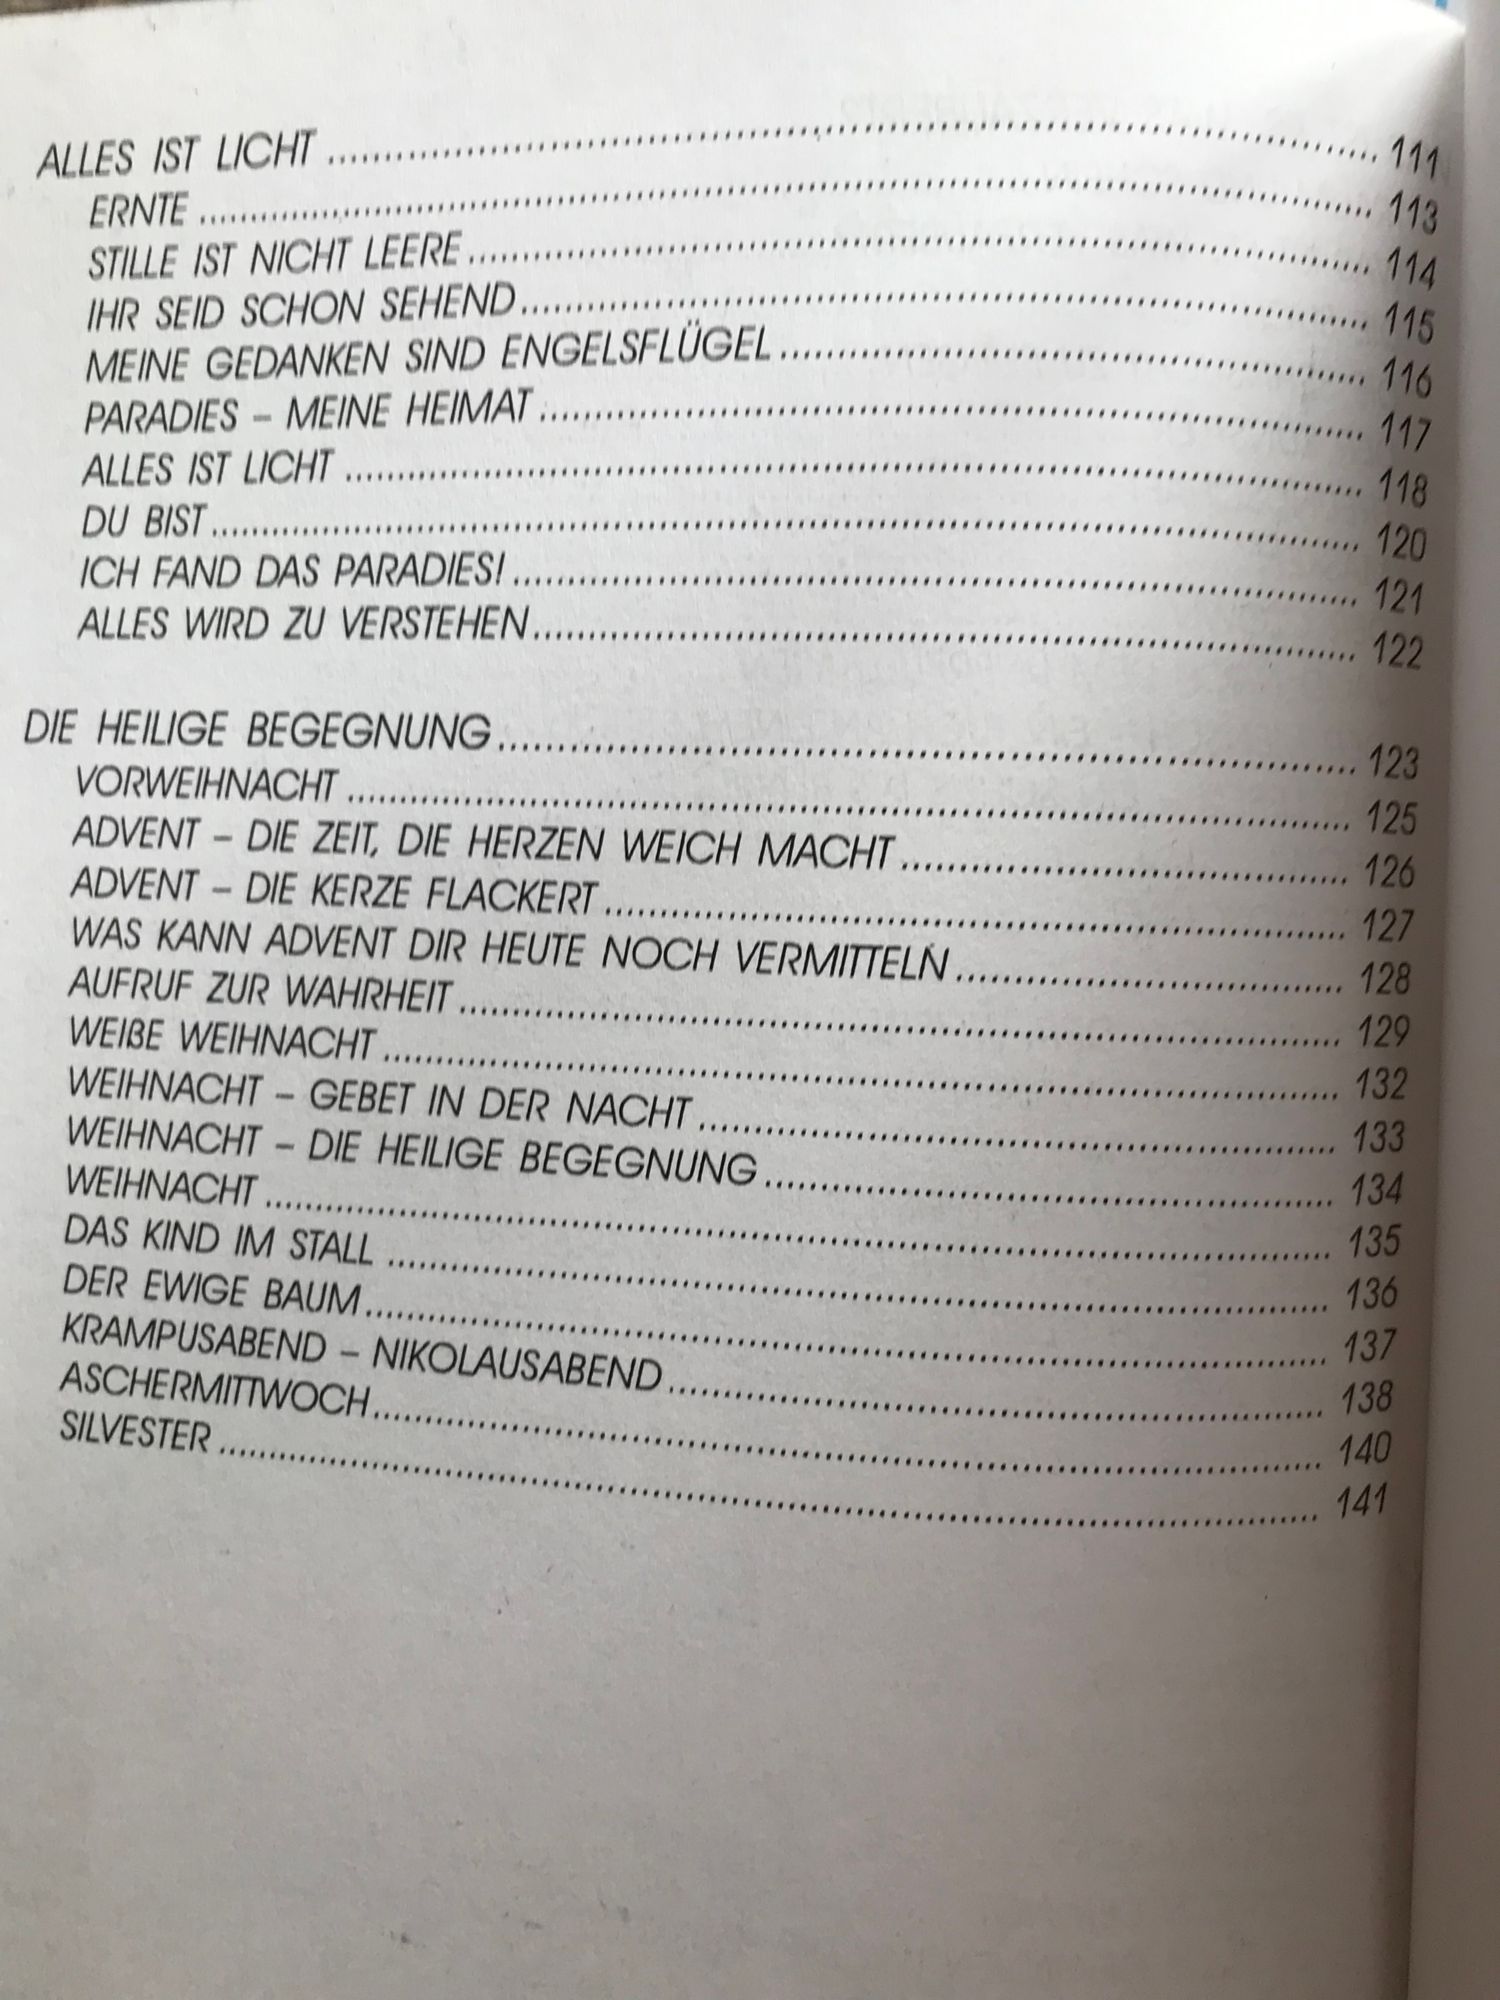 ALLES IST LICHT ........................................ 111
ERNTE ........................................ 113
STILLE IST NICHT LEERE ........................................ 114
IHR SEID SCHON SEHEND ........................................ 115
MEINE GEDANKEN SIND ENGELSFLÜGEL ........................................ 116
PARADIES – MEINE HEIMAT ........................................ 117
ALLES IST LICHT ........................................ 118
DU BIST ........................................ 120
ICH FAND DAS PARADIES! ........................................ 121
ALLES WIRD ZU VERSTEHEN ........................................ 122
DIE HEILIGE BEGEGNUNG ........................................ 123
VORWEIHNACHT ........................................ 125
ADVENT – DIE ZEIT, DIE HERZEN WEICH MACHT ........................................ 126
ADVENT – DIE KERZE FLACKERT ........................................ 127
WAS KANN ADVENT DIR HEUTE NOCH VERMITTELN ........................................ 128
AUFRUF ZUR WAHRHEIT ........................................ 129
WEIßE WEIHNACHT ........................................ 132
WEIHNACHT – GEBET IN DER NACHT ........................................ 133
WEIHNACHT – DIE HEILIGE BEGEGNUNG ........................................ 134
WEIHNACHT ........................................ 135
DAS KIND IM STALL ........................................ 136
DER EWIGE BAUM ........................................ 137
KRAMPUSABEND – NIKOLAUSABEND ........................................ 138
ASCHERMITTWOCH ........................................ 140
SILVESTER ........................................ 141